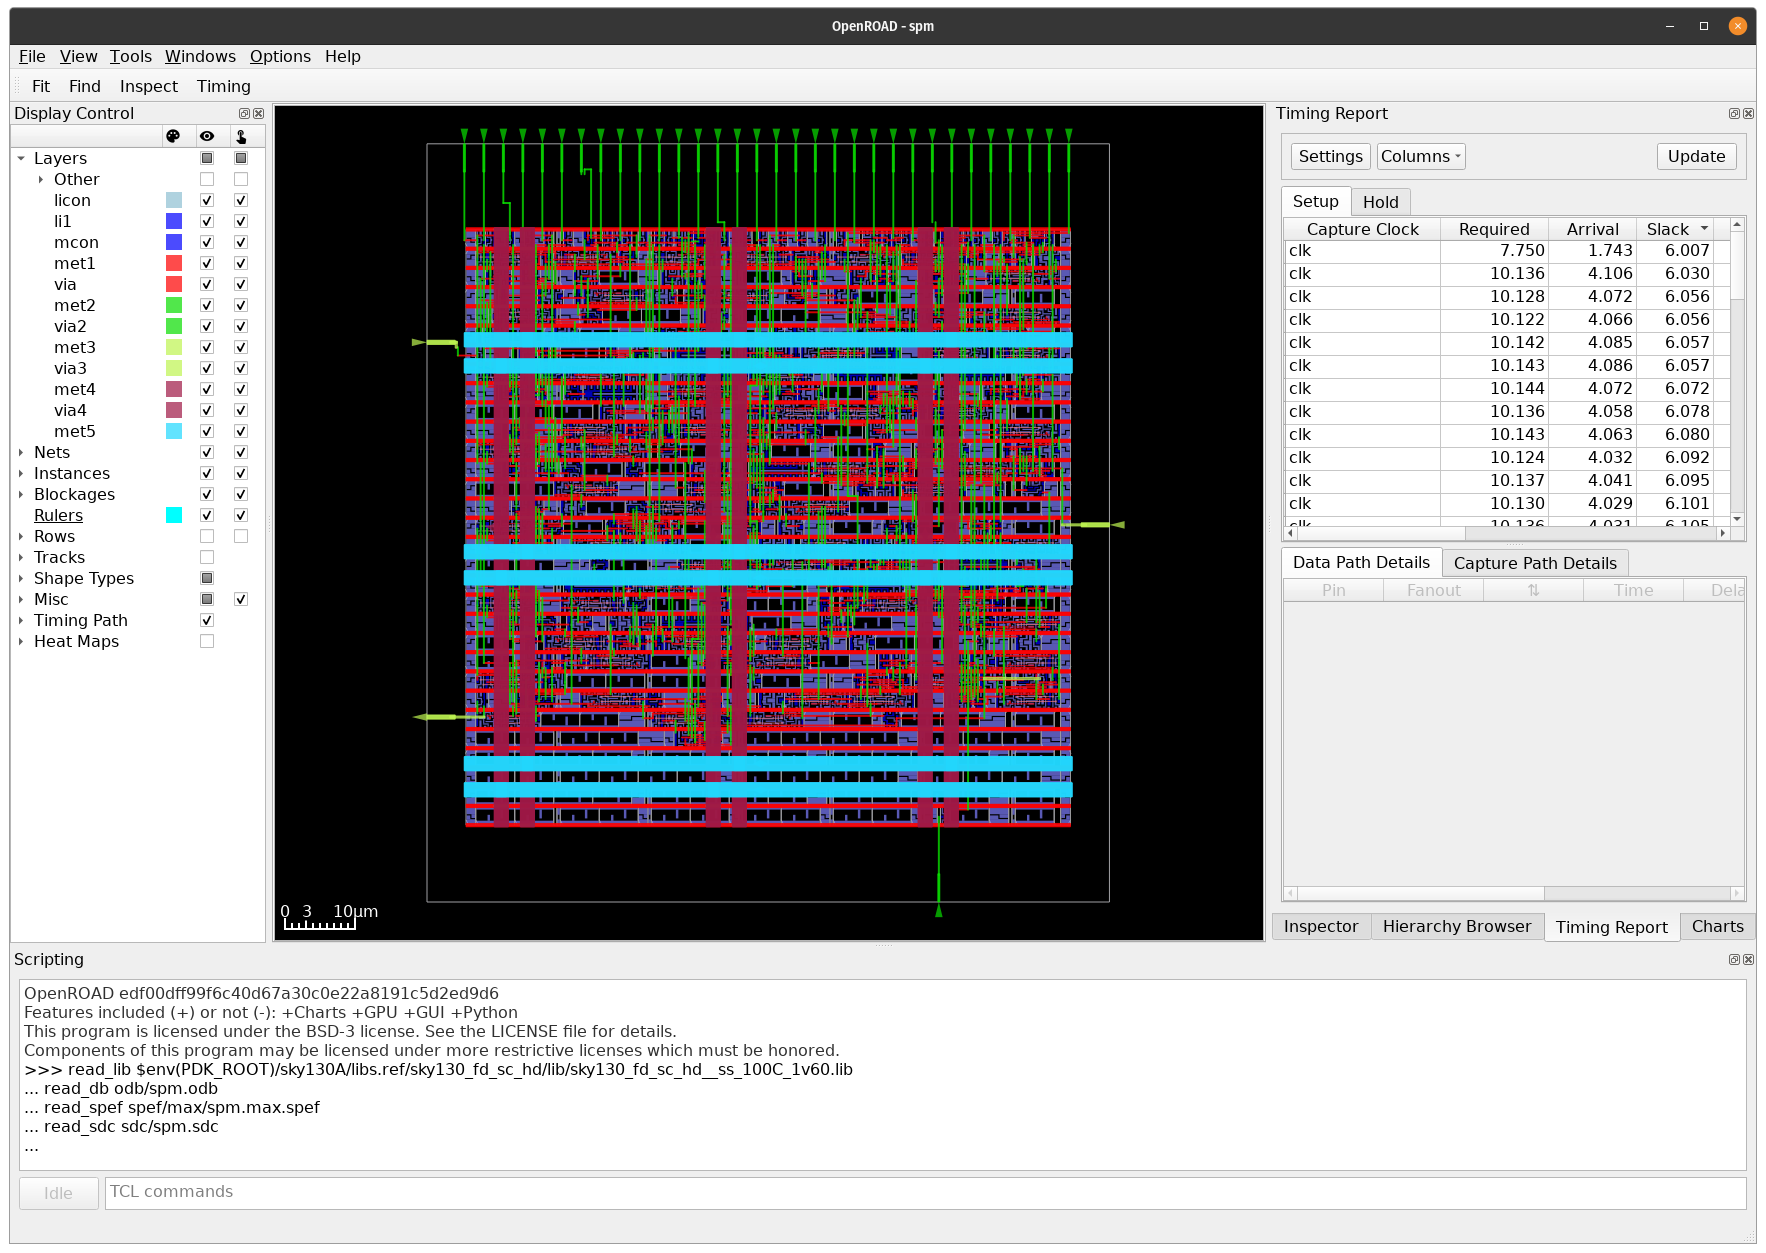 OpenROAD - spm
File View Tools Windows Options Help
Fit Find Inspect Timing
Display Control
Layers
Other
licon
li1
mcon
met1
via
met2
via2
met3
via3
met4
via4
met5
Nets
Instances
Blockages
Rulers
Rows
Tracks
Shape Types
Misc
Timing Path
Heat Maps
0 3 10μm
Timing Report
Settings Columns Update
Setup Hold
Capture Clock Required Arrival Slack
clk 7.750 1.743 6.007
clk 10.136 4.106 6.030
clk 10.128 4.072 6.056
clk 10.122 4.066 6.056
clk 10.142 4.085 6.057
clk 10.143 4.086 6.057
clk 10.144 4.072 6.072
clk 10.136 4.058 6.078
clk 10.143 4.063 6.080
clk 10.124 4.032 6.092
clk 10.137 4.041 6.095
clk 10.130 4.029 6.101
clk 10.136 4.031 6.105
Data Path Details Capture Path Details
Pin Fanout ⇅ Time Dela
Inspector Hierarchy Browser Timing Report Charts
Scripting
OpenROAD edf00dff99f6c40d67a30c0e22a8191c5d2ed9d6
Features included (+) or not (-): +Charts +GPU +GUI +Python
This program is licensed under the BSD-3 license. See the LICENSE file for details.
Components of this program may be licensed under more restrictive licenses which must be honored.
>>> read_lib $env(PDK_ROOT)/sky130A/libs.ref/sky130_fd_sc_hd/lib/sky130_fd_sc_hd__ss_100C_1v60.lib
... read_db odb/spm.odb
... read_spef spef/max/spm.max.spef
... read_sdc sdc/spm.sdc
...
Idle TCL commands